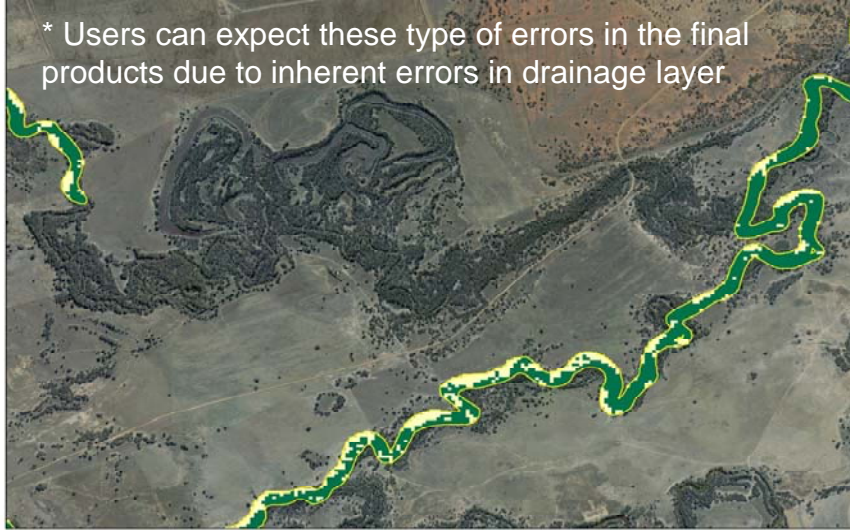 * Users can expect these type of errors in the final
products due to inherent errors in drainage layer